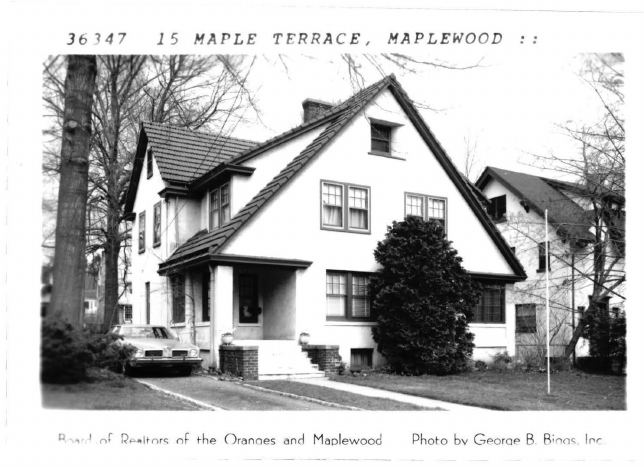 36347 15 MAPLE TERRACE, MAPLEWOOD ::
Board of Realtors of the Oranges and Maplewood Photo by George B. Biggs, Inc.